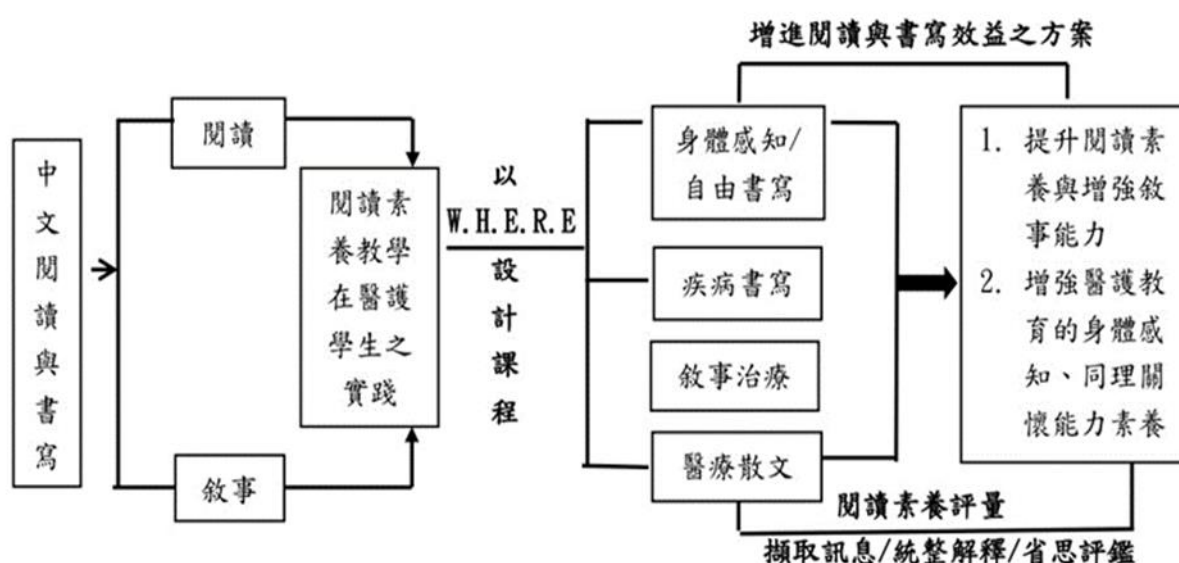 增進閱讀與書寫效益之方案
中文閱讀與書寫
閱讀
敘事
閱讀素
養教學
在醫護
學生之
實踐
以
W.H.E.R.E
設計課程
身體感知/
自由書寫
疾病書寫
敘事治療
醫療散文
1. 提升閱讀素
養與增強敘
事能力
2. 增強醫護教
育的身體感
知、同理關
懷能力素養
閱讀素養評量
擷取訊息/統整解釋/省思評鑑